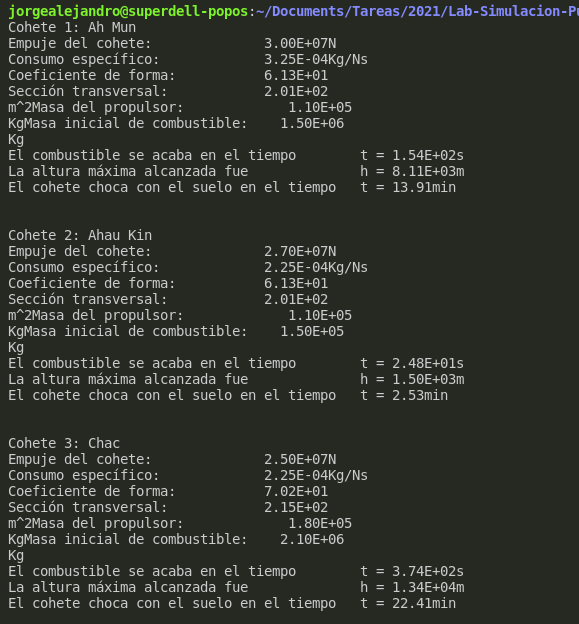 jorgealejandro@superdell-popos:~/Documents/Tareas/2021/Lab-Simulacion-Pu
Cohete 1: Ah Mun
Empuje del cohete:              3.00E+07N
Consumo específico:             3.25E-04Kg/Ns
Coeficiente de forma:           6.13E+01
Sección transversal:            2.01E+02
m^2Masa del propulsor:             1.10E+05
KgMasa inicial de combustible:    1.50E+06
Kg
El combustible se acaba en el tiempo        t = 1.54E+02s
La altura máxima alcanzada fue              h = 8.11E+03m
El cohete choca con el suelo en el tiempo   t = 13.91min
Cohete 2: Ahau Kin
Empuje del cohete:              2.70E+07N
Consumo específico:             2.25E-04Kg/Ns
Coeficiente de forma:           6.13E+01
Sección transversal:            2.01E+02
m^2Masa del propulsor:             1.10E+05
KgMasa inicial de combustible:    1.50E+05
Kg
El combustible se acaba en el tiempo        t = 2.48E+01s
La altura máxima alcanzada fue              h = 1.50E+03m
El cohete choca con el suelo en el tiempo   t = 2.53min
Cohete 3: Chac
Empuje del cohete:              2.50E+07N
Consumo específico:             2.25E-04Kg/Ns
Coeficiente de forma:           7.02E+01
Sección transversal:            2.15E+02
m^2Masa del propulsor:             1.80E+05
KgMasa inicial de combustible:    2.10E+06
Kg
El combustible se acaba en el tiempo        t = 3.74E+02s
La altura máxima alcanzada fue              h = 1.34E+04m
El cohete choca con el suelo en el tiempo   t = 22.41min